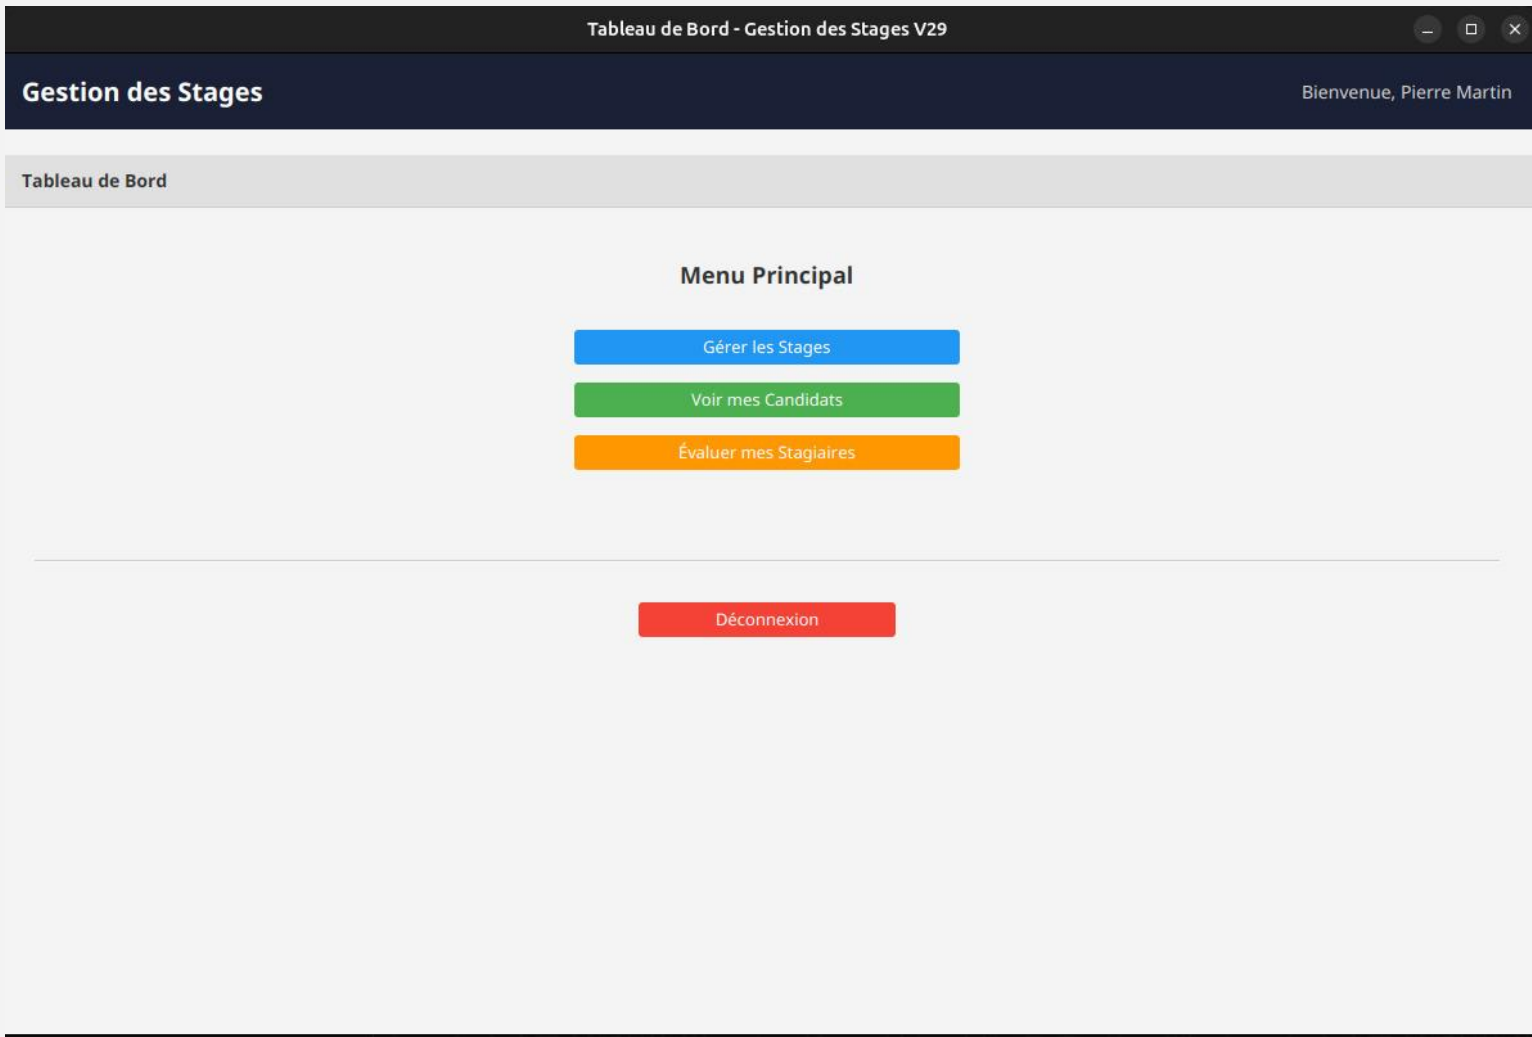 Tableau de Bord - Gestion des Stages V29
Gestion des Stages
Bienvenue, Pierre Martin
Tableau de Bord
Menu Principal
Gérer les Stages
Voir mes Candidats
Évaluer mes Stagiaires
Déconnexion